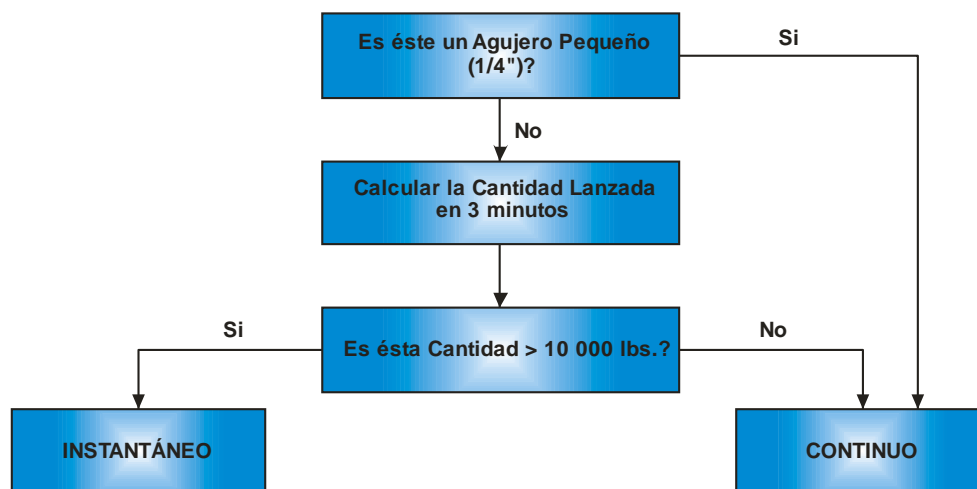 Es éste un Agujero Pequeño
(1/4")?
Si
No
Calcular la Cantidad Lanzada
en 3 minutos
Si
Es ésta Cantidad > 10 000 lbs.?
No
INSTANTÁNEO
CONTINUO